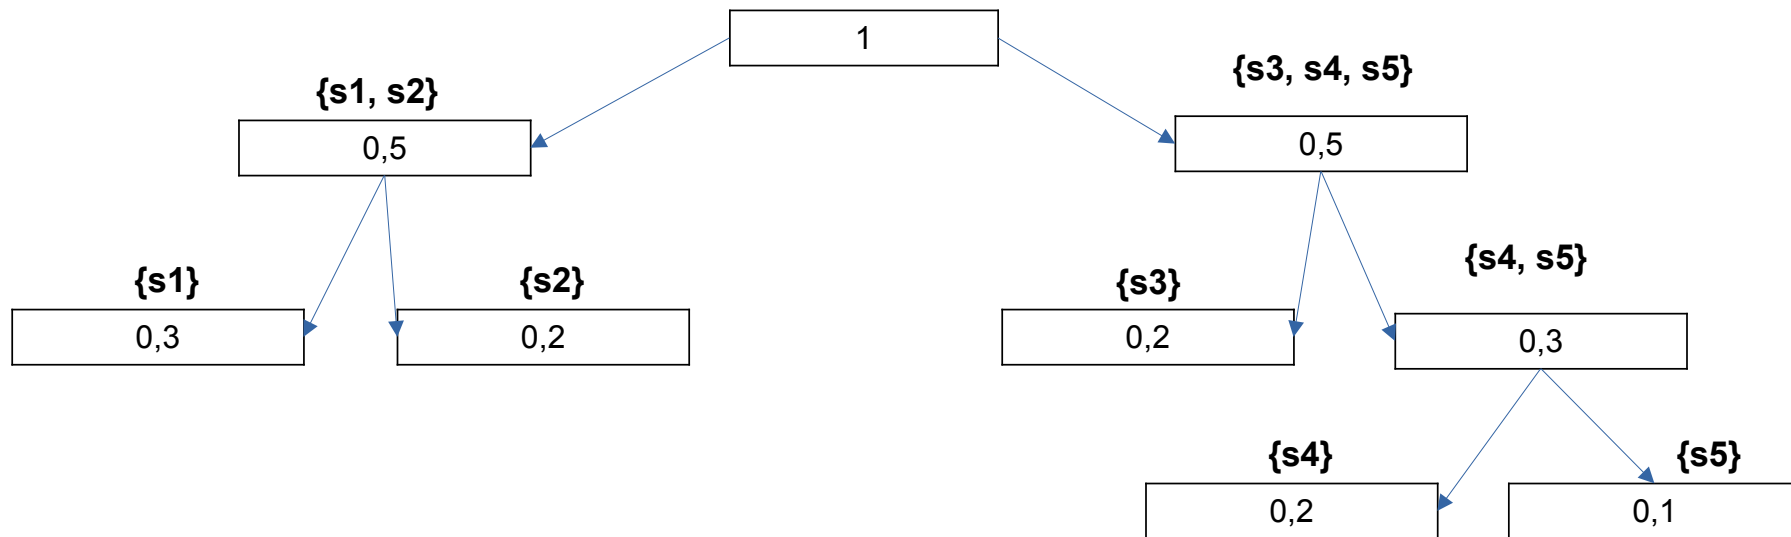 1
{s1, s2}
0,5
{s3, s4, s5}
0,5
{s1}
0,3
{s2}
0,2
{s3}
0,2
{s4, s5}
0,3
{s4}
0,2
{s5}
0,1